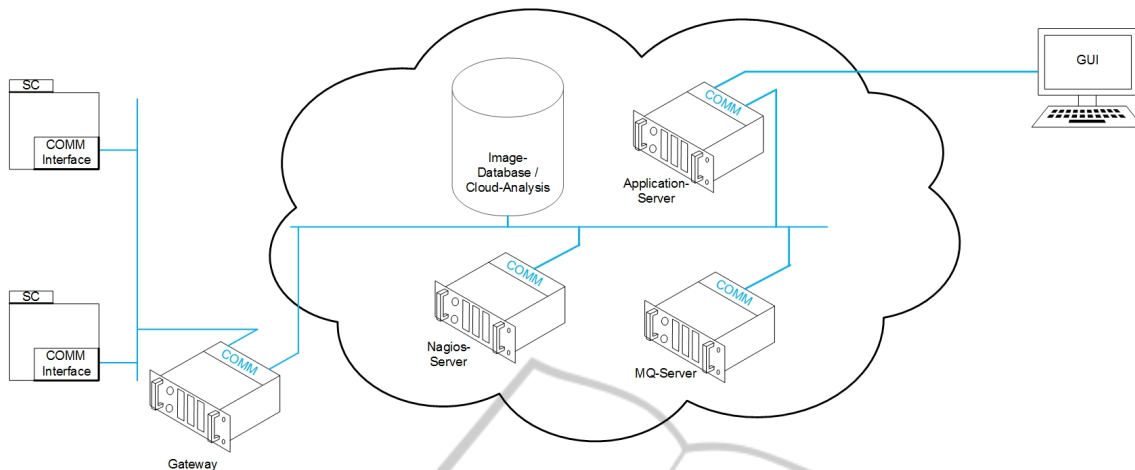 SC
COMM
Interface
SC
COMM
Interface
COMM
Gateway
Image-
Database /
Cloud-Analysis
COMM
Application-
Server
COMM
Nagios-
Server
COMM
MQ-Server
GUI